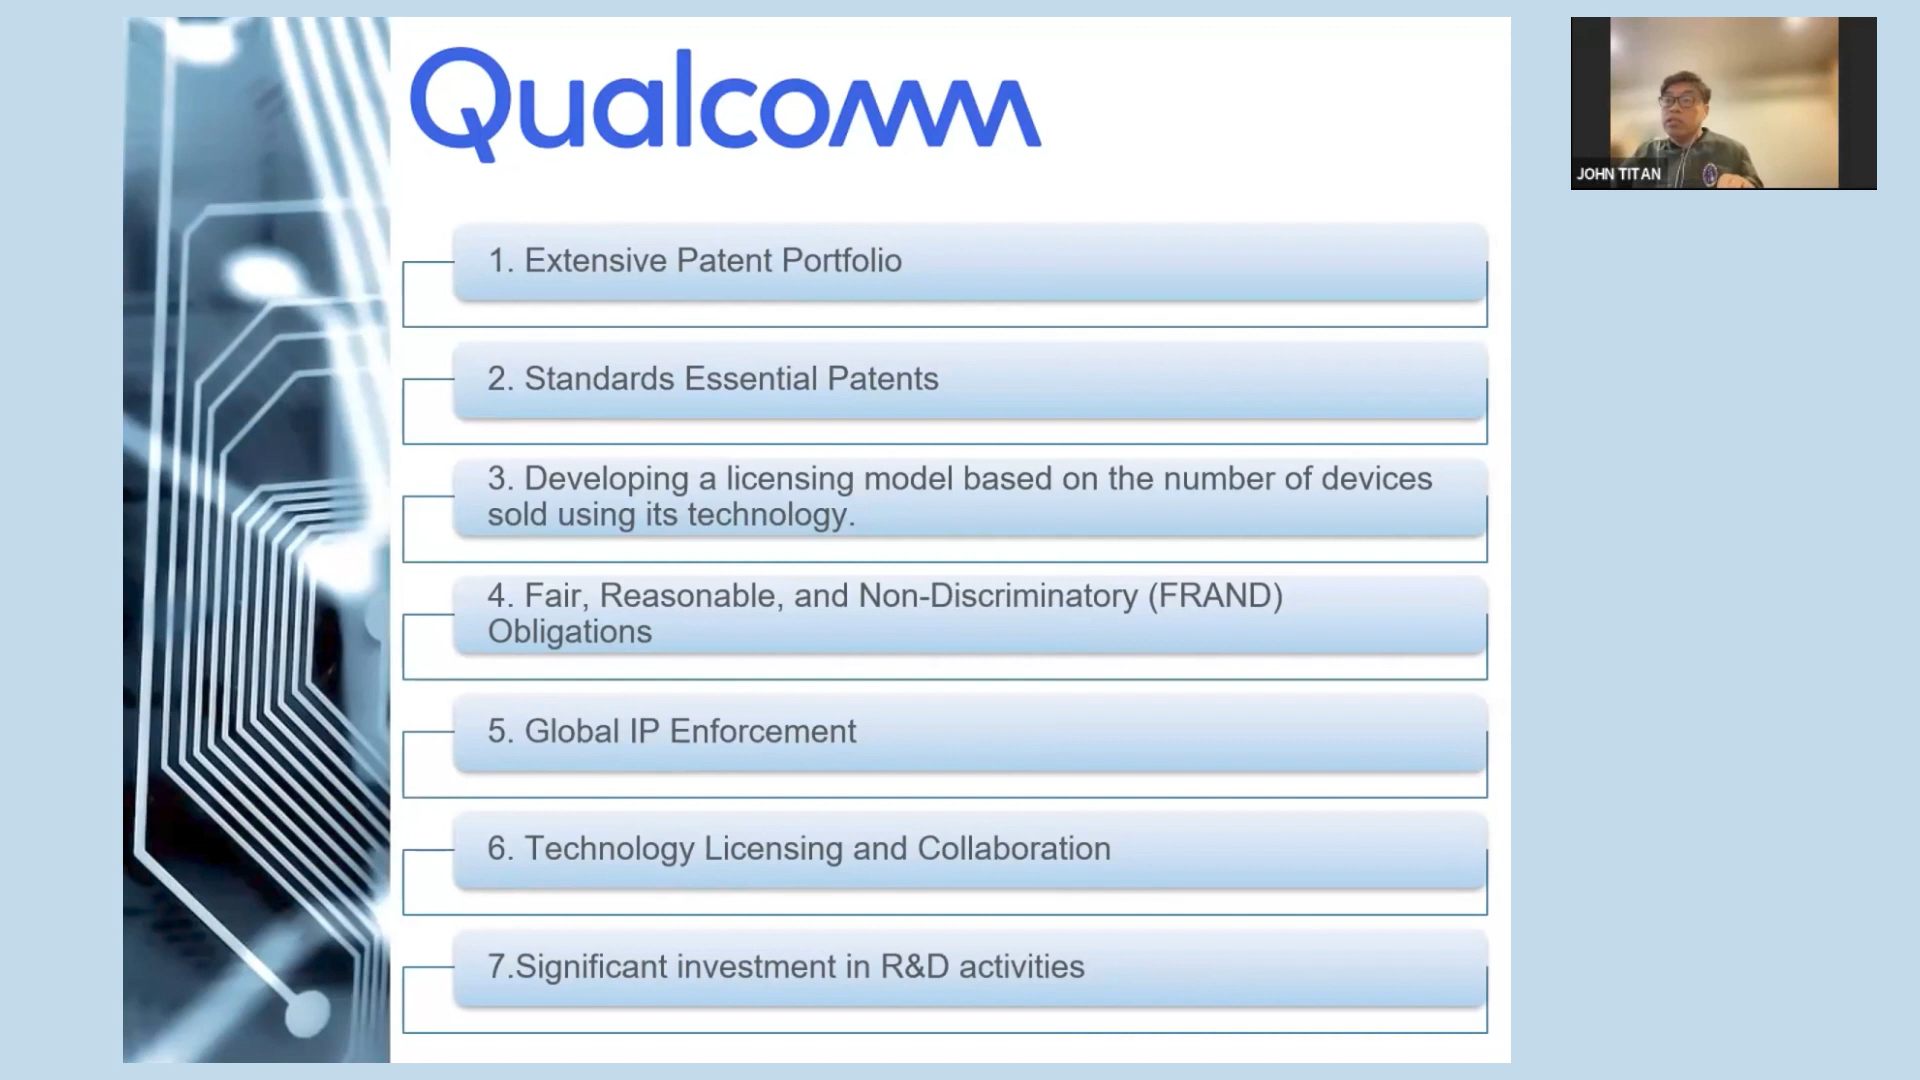 Qualcomm
JOHN TITAN
1. Extensive Patent Portfolio
2. Standards Essential Patents
3. Developing a licensing model based on the number of devices
sold using its technology.
4. Fair, Reasonable, and Non-Discriminatory (FRAND)
Obligations
5. Global IP Enforcement
6. Technology Licensing and Collaboration
7.Significant investment in R&D activities